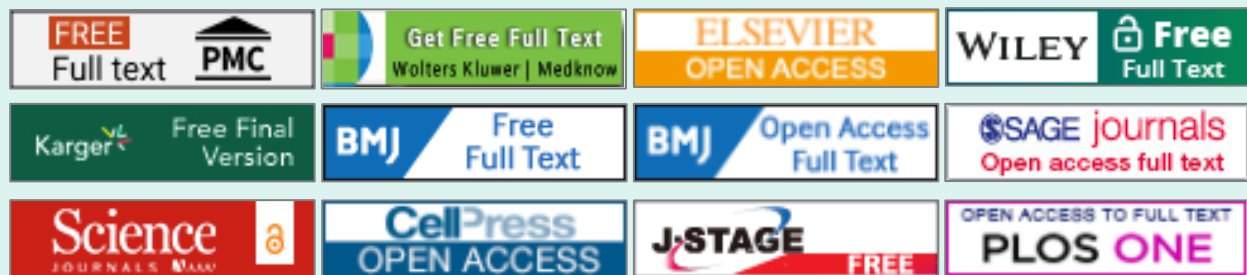 FREE
Full text PMC
Get Free Full Text
Wolters Kluwer | Medknow
ELSEVIER
OPEN ACCESS
WILEY Free
Full Text
Karger Free Final
Version
BMJ Free
Full Text
BMJ Open Access
Full Text
SAGE journals
Open access full text
Science
JOURNALS AAAS
CellPress
OPEN ACCESS
J-STAGE
FREE
OPEN ACCESS TO FULL TEXT
PLOS ONE